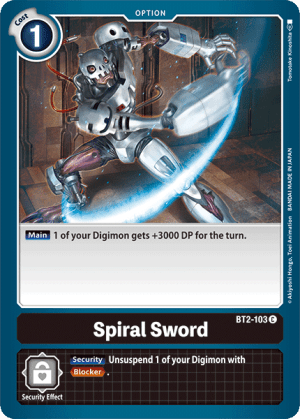 OPTION
Cost
1
Tomotake Kinoshita
©Akiyoshi Hongo, Toei Animation BANDAI MADE IN JAPAN
Main 1 of your Digimon gets +3000 DP for the turn.
BT2-103 C
Spiral Sword
Security Unsuspend 1 of your Digimon with
Blocker .
Security Effect